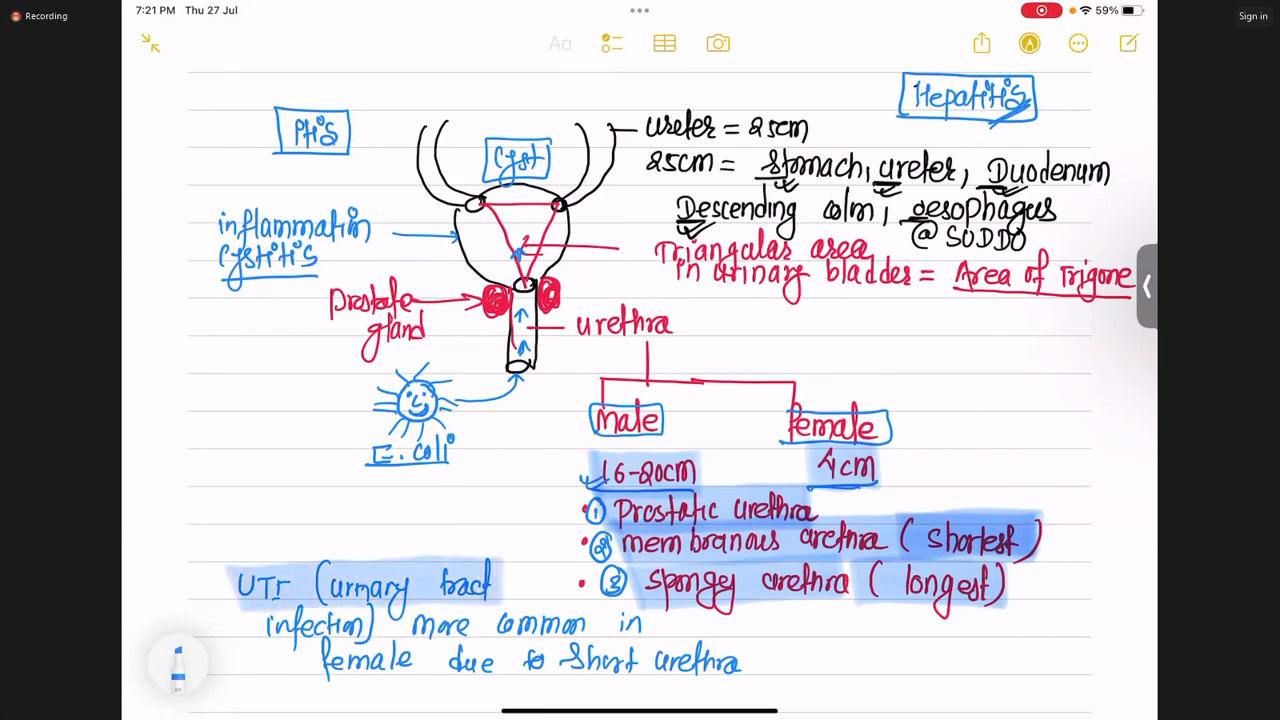 Recording
7:21 PM Thu 27 Jul
59%
Sign in
Aa
Hepatitis
ureter = 25cm
Cyst
25cm = Stomach, ureter, Duodenum
Descending colm, oesophagus
@ SUDDO
inflammation
Cystitis
Triangular area
in urinary bladder = Area of Trigone
Prostate
gland
urethra
E. coli
Male
Female
16-20cm
4cm
① Prostatic urethra
② membranous urethra (shortest)
③ spongy urethra (longest)
UTI (urnary tract
infection) more common in
female due to Short urethra